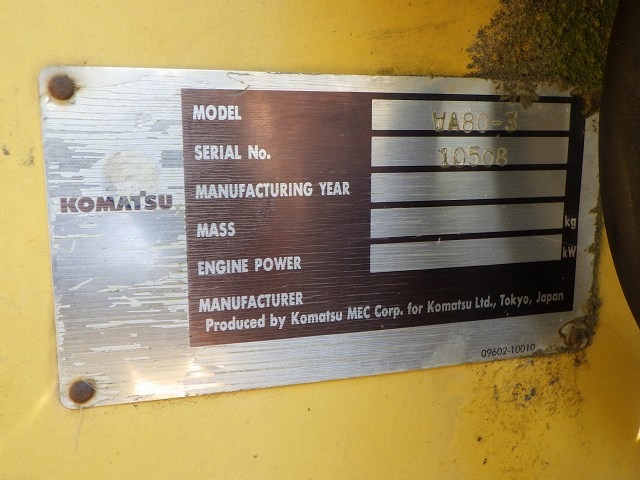 KOMATSU
MODEL WA80-3
SERIAL No. 10568
MANUFACTURING YEAR
MASS kg
ENGINE POWER kW
MANUFACTURER
Produced by Komatsu MEC Corp. for Komatsu Ltd., Tokyo, Japan
09602-10010